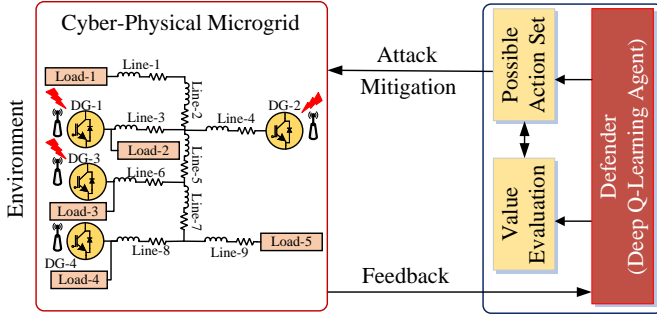 Cyber-Physical Microgrid
Environment
Line-1
Load-1
Line-2
DG-1
Line-3
Line-4
DG-2
Load-2
DG-3
Line-5
Line-6
Load-3
Line-7
DG-4
Line-8
Line-9
Load-5
Load-4
Attack
Mitigation
Feedback
Possible
Action Set
Value
Evaluation
Defender
(Deep Q-Learning Agent)